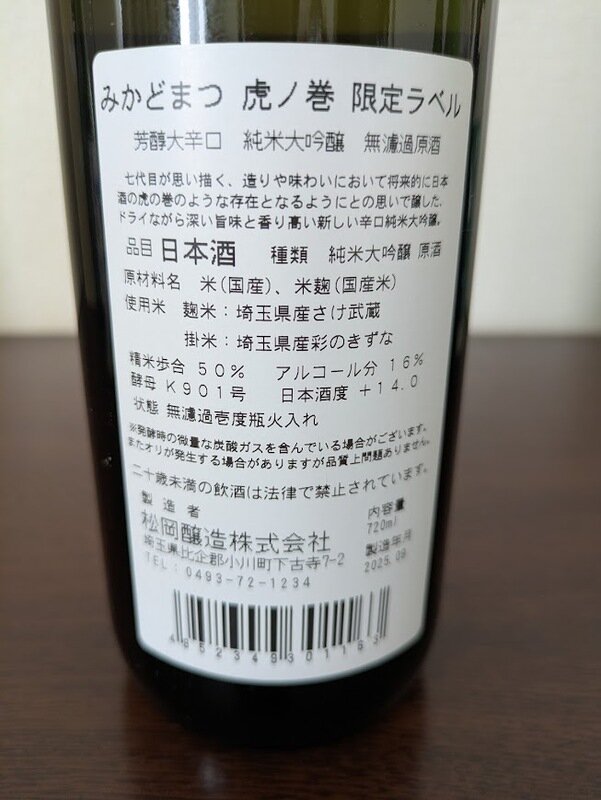 みかどまつ 虎ノ巻 限定ラベル
芳醇大辛口 純米大吟醸 無濾過原酒
七代目が思い描く、造りや味わいにおいて将来的に日本
酒の虎の巻のような存在となるようにとの思いで醸した、
ドライながら深い旨味と香り高い新しい辛口純米大吟醸。
品目 日本酒 種類 純米大吟醸 原酒
原材料名 米(国産)、米麹(国産米)
使用米 麹米:埼玉県産さけ武蔵
掛米:埼玉県産彩のきずな
精米歩合 50% アルコール分 16%
酵母 K901号 日本酒度 +14.0
状態 無濾過壱度瓶火入れ
※発酵時の微量な炭酸ガスを含んでいる場合がございます。
またオリが発生する場合がありますが品質上問題ありません。
二十歳未満の飲酒は法律で禁止されています。
製造者
松岡醸造株式会社
埼玉県比企郡小川町下古寺7-2
TEL:0493-72-1234
内容量
720ml
製造年月
2025.09.
4952349301163